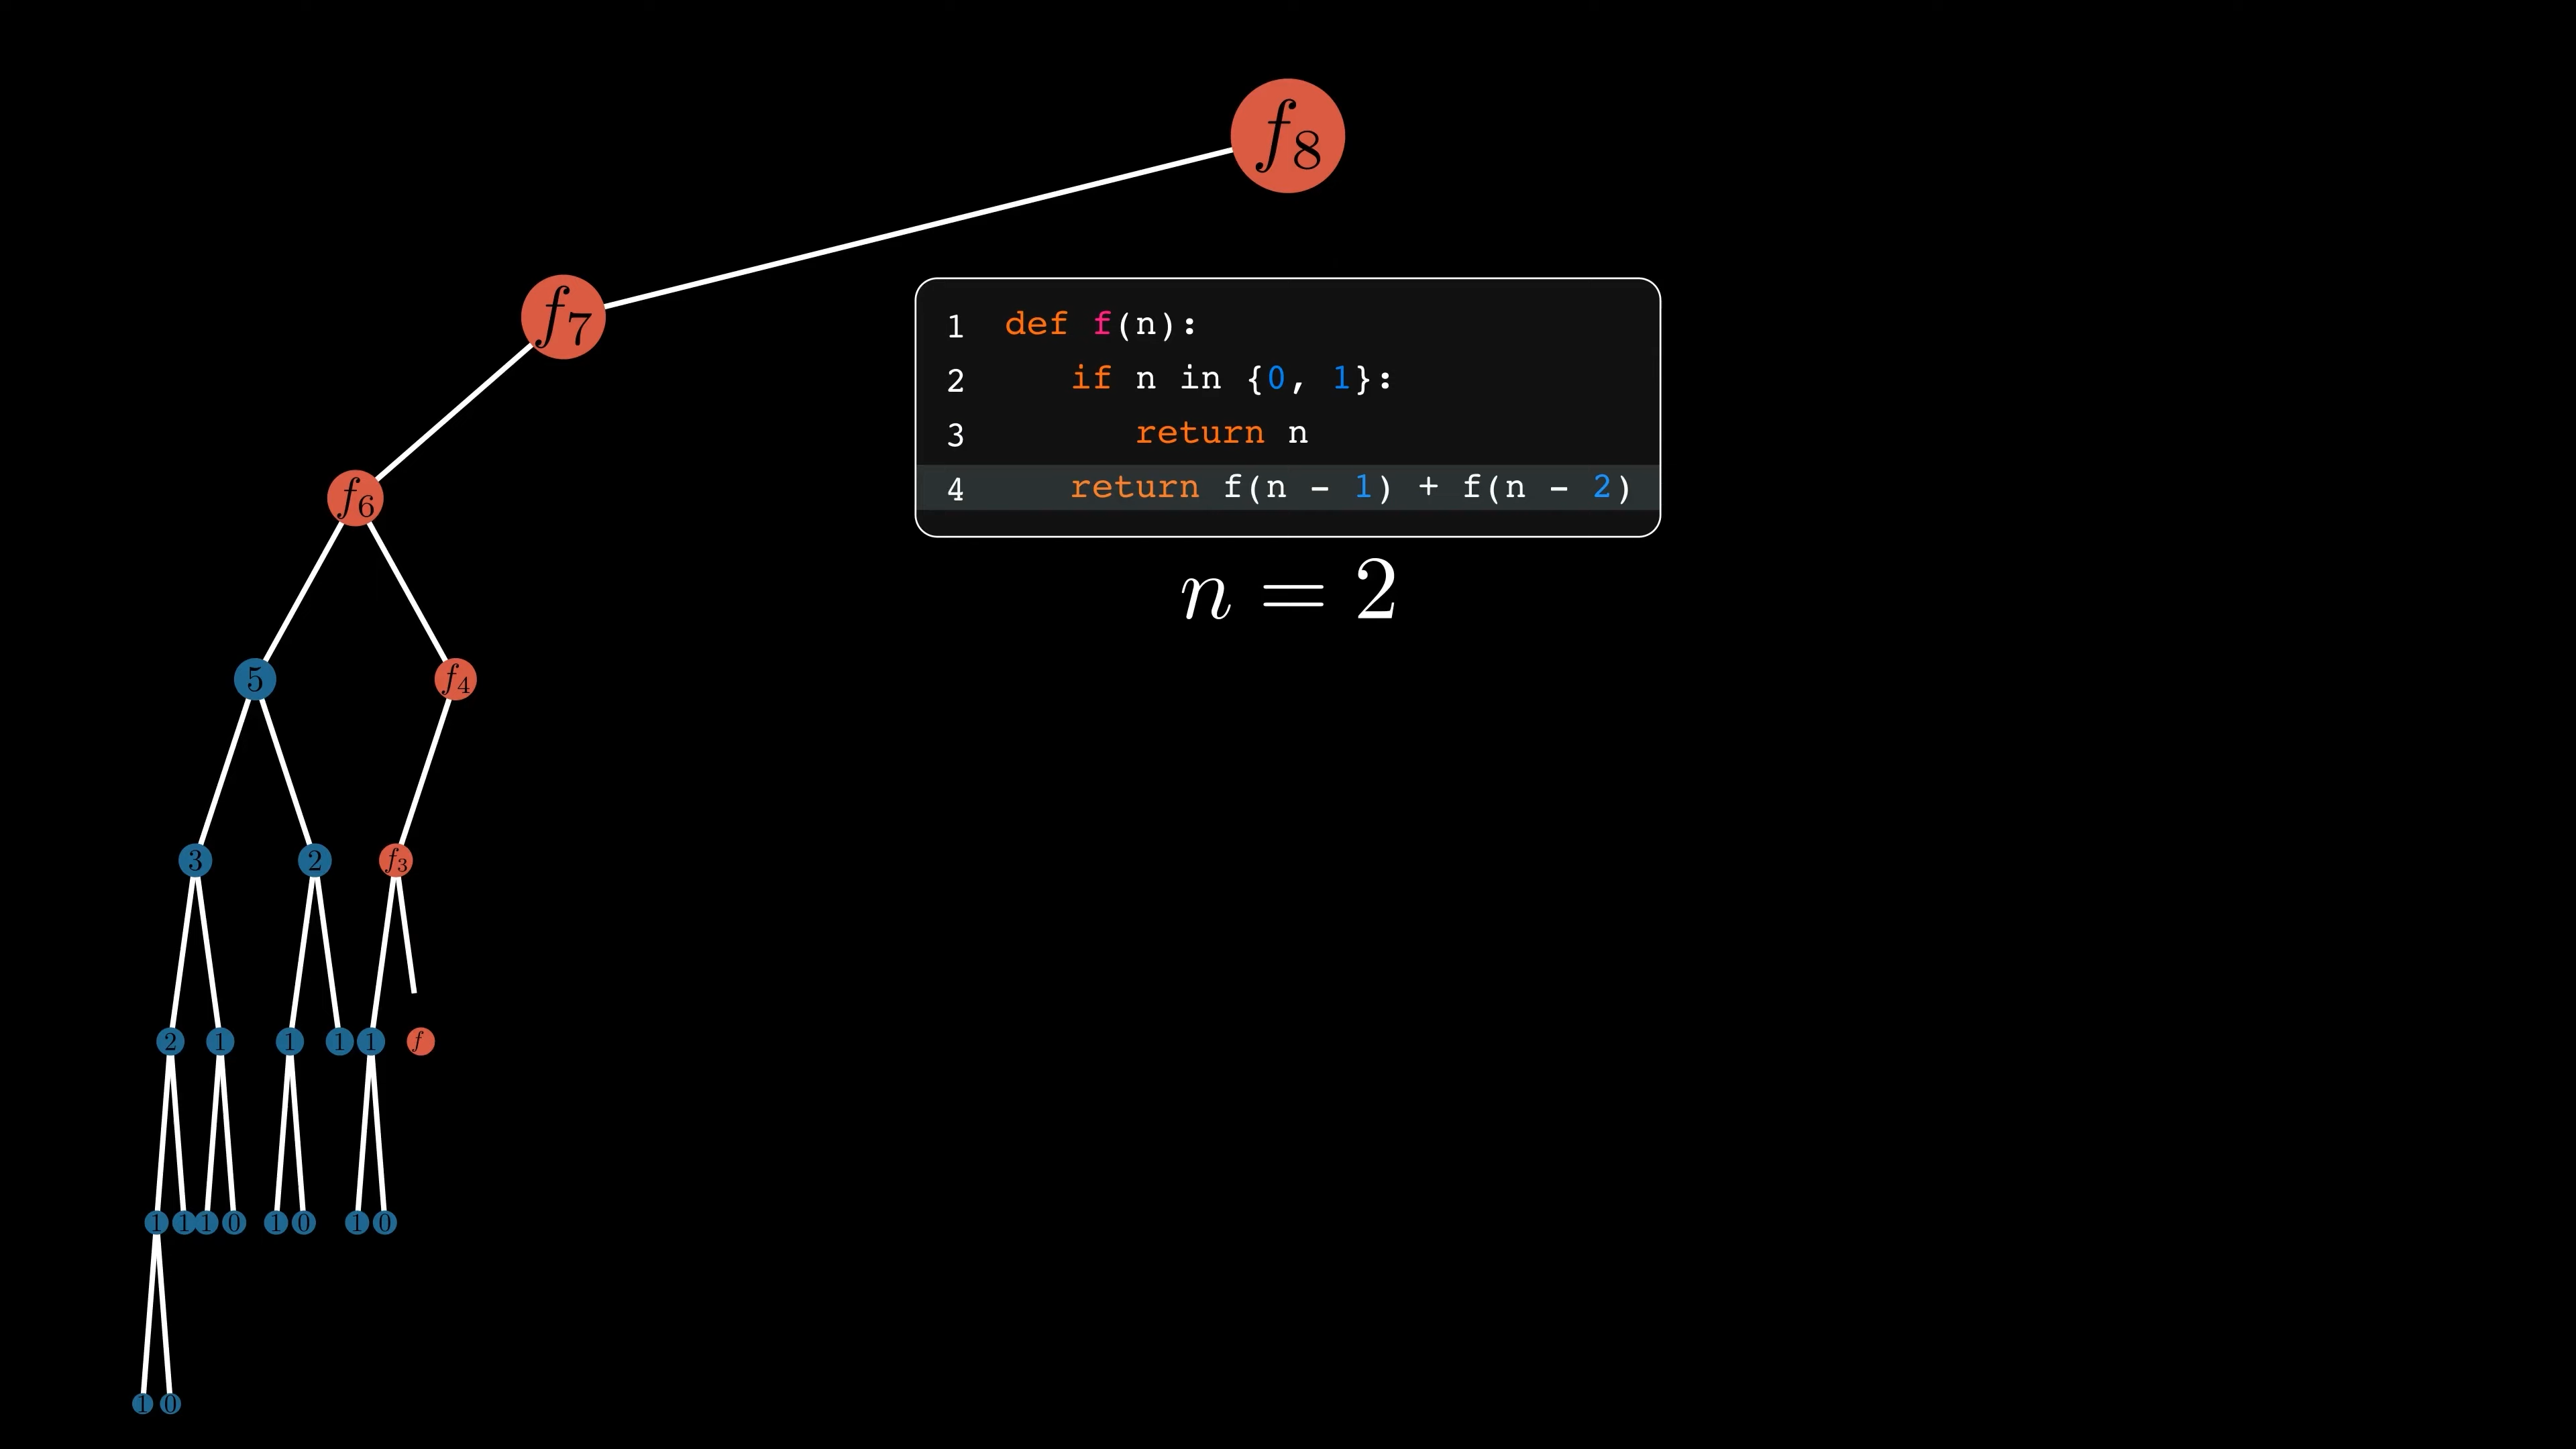 f8
f7
1 def f(n):
2 if n in {0, 1}:
3 return n
4 return f(n - 1) + f(n - 2)
f6
n = 2
5 f4
3 2 f3
2 1 1 1 1 f
1 1 1 0 1 0 1 0
1 0